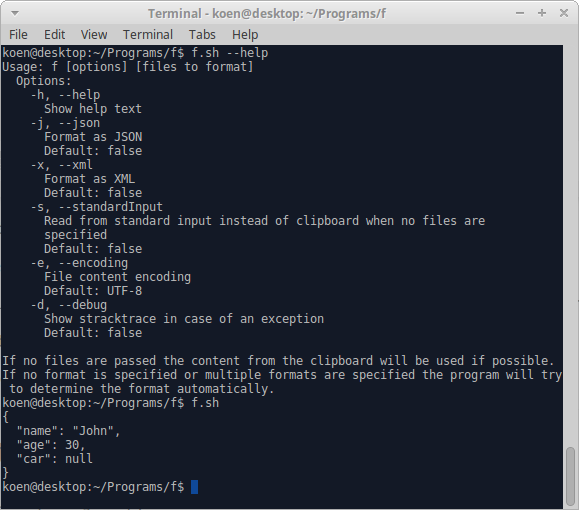 Terminal - koen@desktop: ~/Programs/f
File Edit View Terminal Tabs Help
koen@desktop:~/Programs/f$ f.sh --help
Usage: f [options] [files to format]
  Options:
    -h, --help
      Show help text
    -j, --json
      Format as JSON
      Default: false
    -x, --xml
      Format as XML
      Default: false
    -s, --standardInput
      Read from standard input instead of clipboard when no files are
      specified
      Default: false
    -e, --encoding
      File content encoding
      Default: UTF-8
    -d, --debug
      Show stracktrace in case of an exception
      Default: false

If no files are passed the content from the clipboard will be used if possible.
If no format is specified or multiple formats are specified the program will try
 to determine the format automatically.
koen@desktop:~/Programs/f$ f.sh
{
  "name": "John",
  "age": 30,
  "car": null
}
koen@desktop:~/Programs/f$